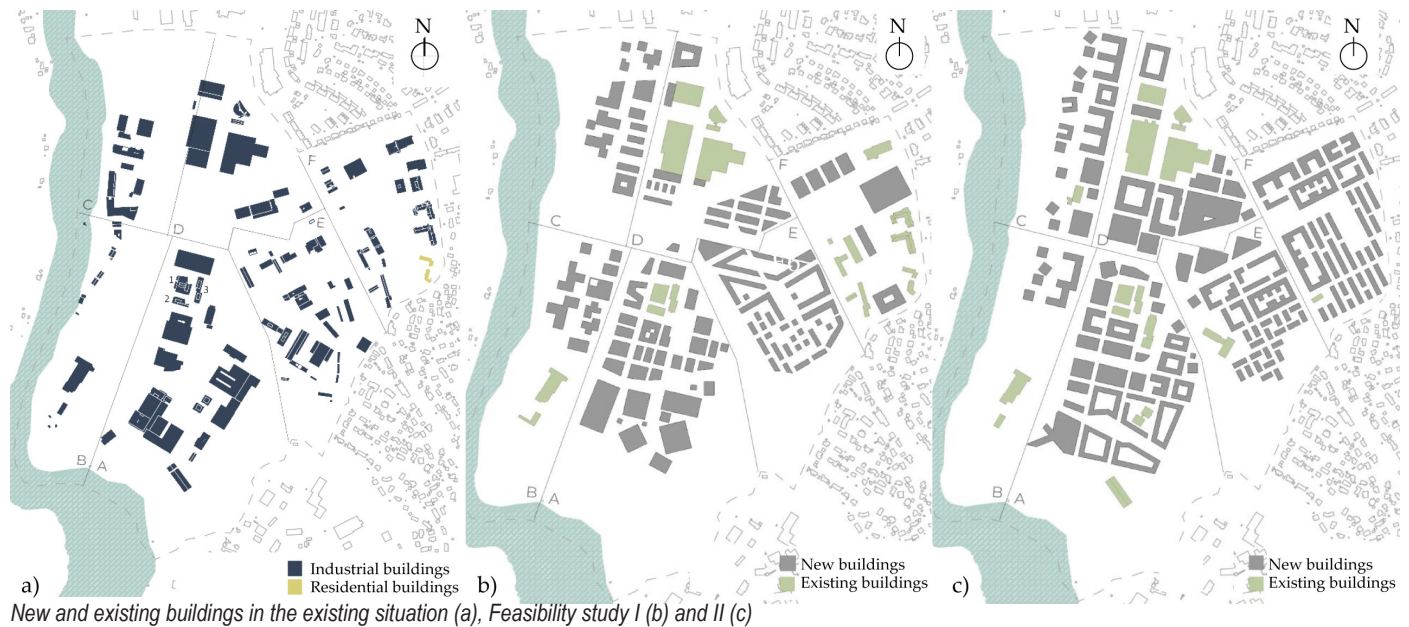 N
F
C
D
E
1
2
3
B
A
Industrial buildings
Residential buildings
a)
N
F
C
D
E
B
A
New buildings
Existing buildings
b)
N
F
C
D
E
B
A
New buildings
Existing buildings
c)
New and existing buildings in the existing situation (a), Feasibility study I (b) and II (c)